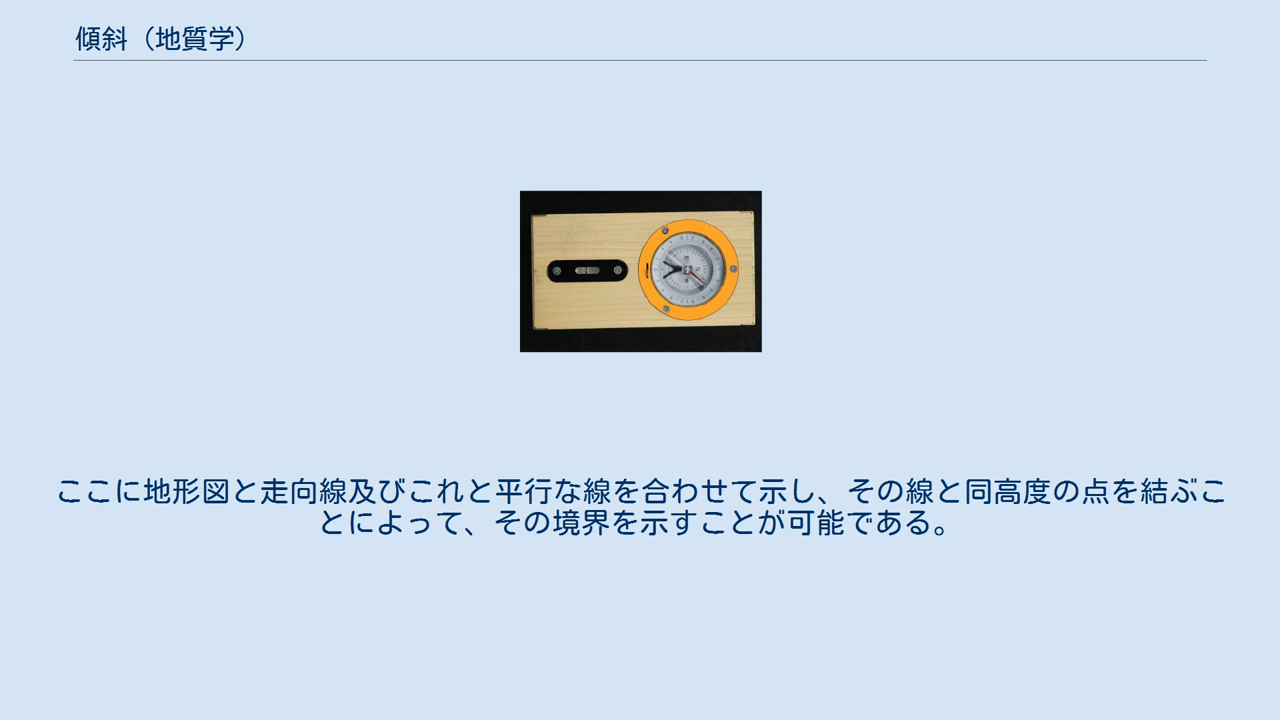 傾斜（地質学）
ここに地形図と走向線及びこれと平行な線を合わせて示し、その線と同高度の点を結ぶこ
とによって、その境界を示すことが可能である。